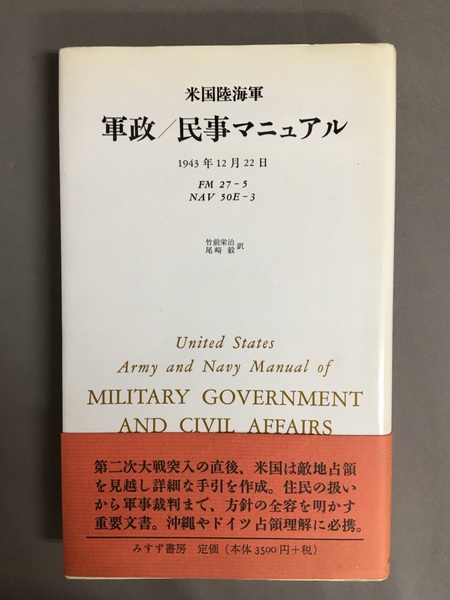 米国陸海軍
軍政／民事マニュアル
1943年12月22日
FM 27－5
NAV 50E－3
竹前栄治
尾崎 毅 訳
United States
Army and Navy Manual of
MILITARY GOVERNMENT
AND CIVIL AFFAIRS
第二次大戦突入の直後、米国は敵地占領
を見越し詳細な手引を作成。住民の扱い
から軍事裁判まで、方針の全容を明かす
重要文書。沖縄やドイツ占領理解に必携。
みすず書房 定価（本体3500円＋税）